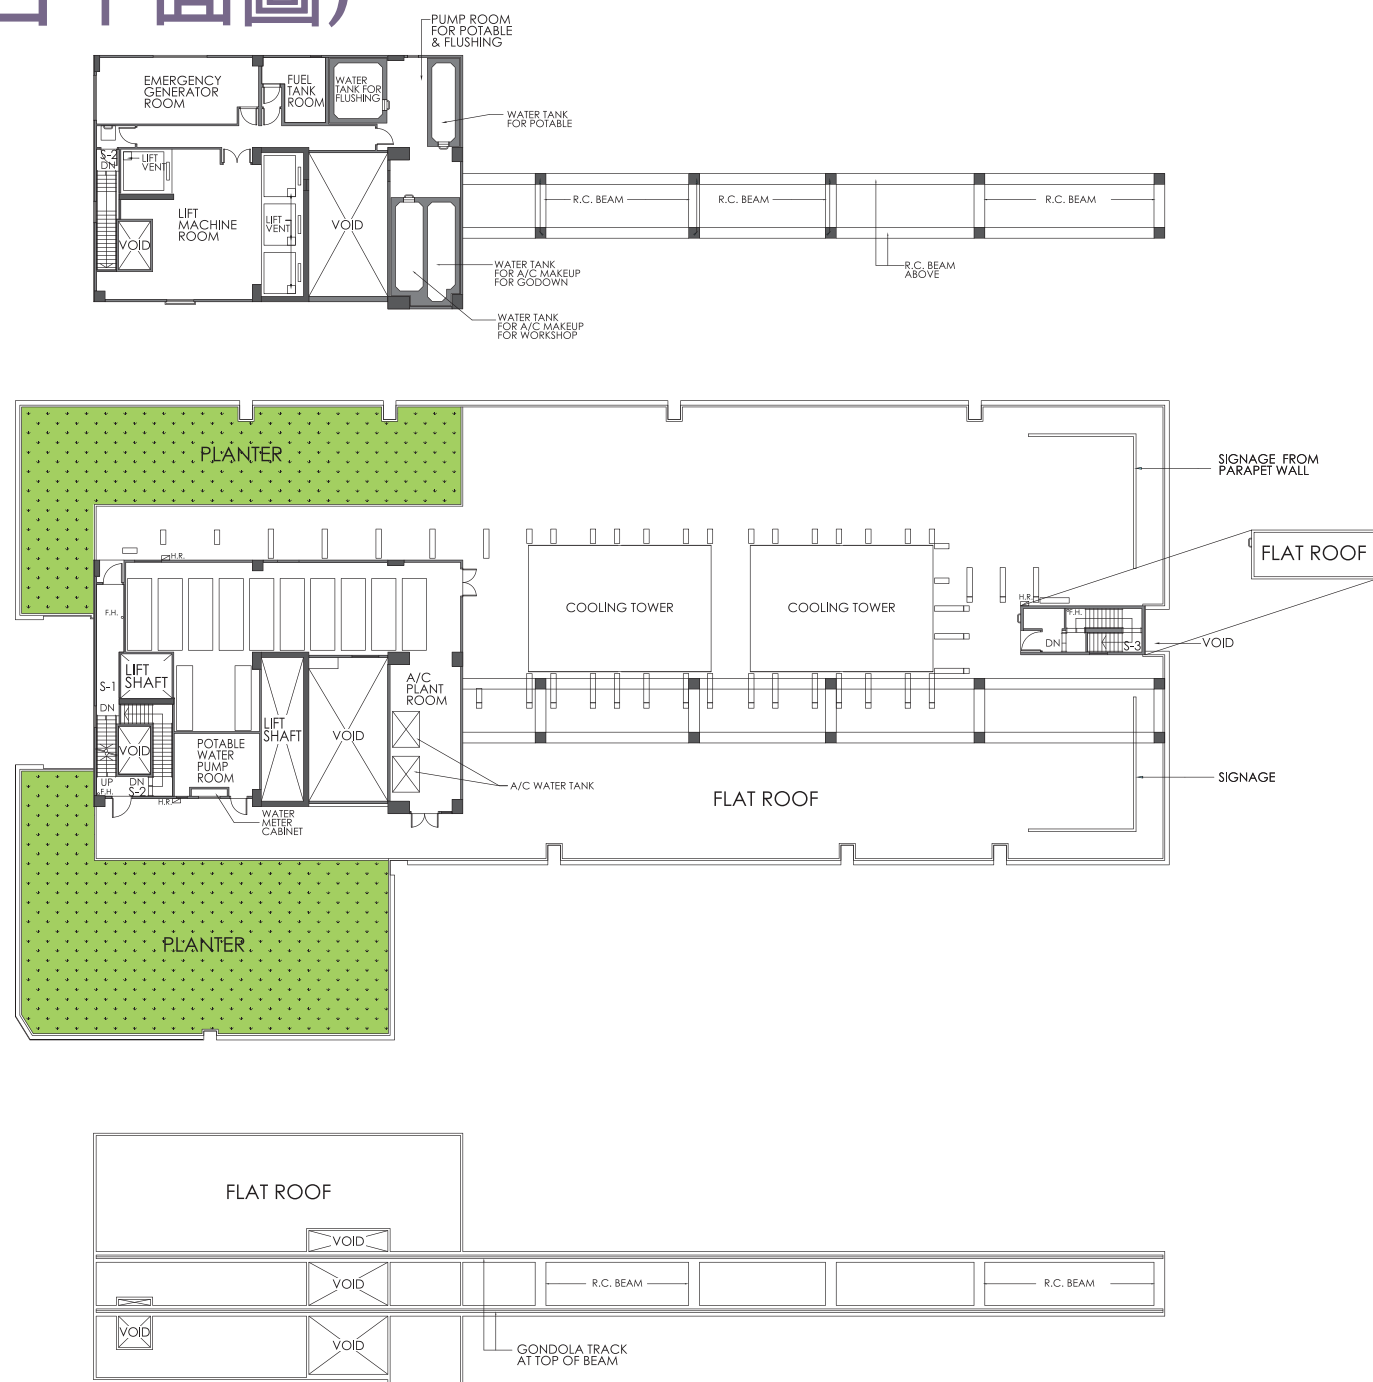 台平面圖)
PUMP ROOM
FOR POTABLE
& FLUSHING
EMERGENCY
GENERATOR
ROOM
FUEL
TANK
ROOM
WATER
TANK FOR
FLUSHING
WATER TANK
FOR POTABLE
S-2
DN
LIFT
VENT
LIFT
MACHINE
ROOM
VOID
LIFT
VENT
VOID
R.C. BEAM
R.C. BEAM
R.C. BEAM
WATER TANK
FOR A/C MAKEUP
FOR GODOWN
R.C. BEAM
ABOVE
WATER TANK
FOR A/C MAKEUP
FOR WORKSHOP
PLANTER
SIGNAGE FROM
PARAPET WALL
H.R.
FLAT ROOF
F.H.
COOLING TOWER
COOLING TOWER
H.R.
F.H.
DN
S-3
VOID
LIFT
SHAFT
S-1
DN
A/C
PLANT
ROOM
LIFT
SHAFT
VOID
VOID
POTABLE
WATER
PUMP
ROOM
UP
F.H.
DN
S-2
H.R.
A/C WATER TANK
SIGNAGE
FLAT ROOF
WATER
METER
CABINET
PLANTER
FLAT ROOF
VOID
VOID
R.C. BEAM
R.C. BEAM
VOID
VOID
GONDOLA TRACK
AT TOP OF BEAM